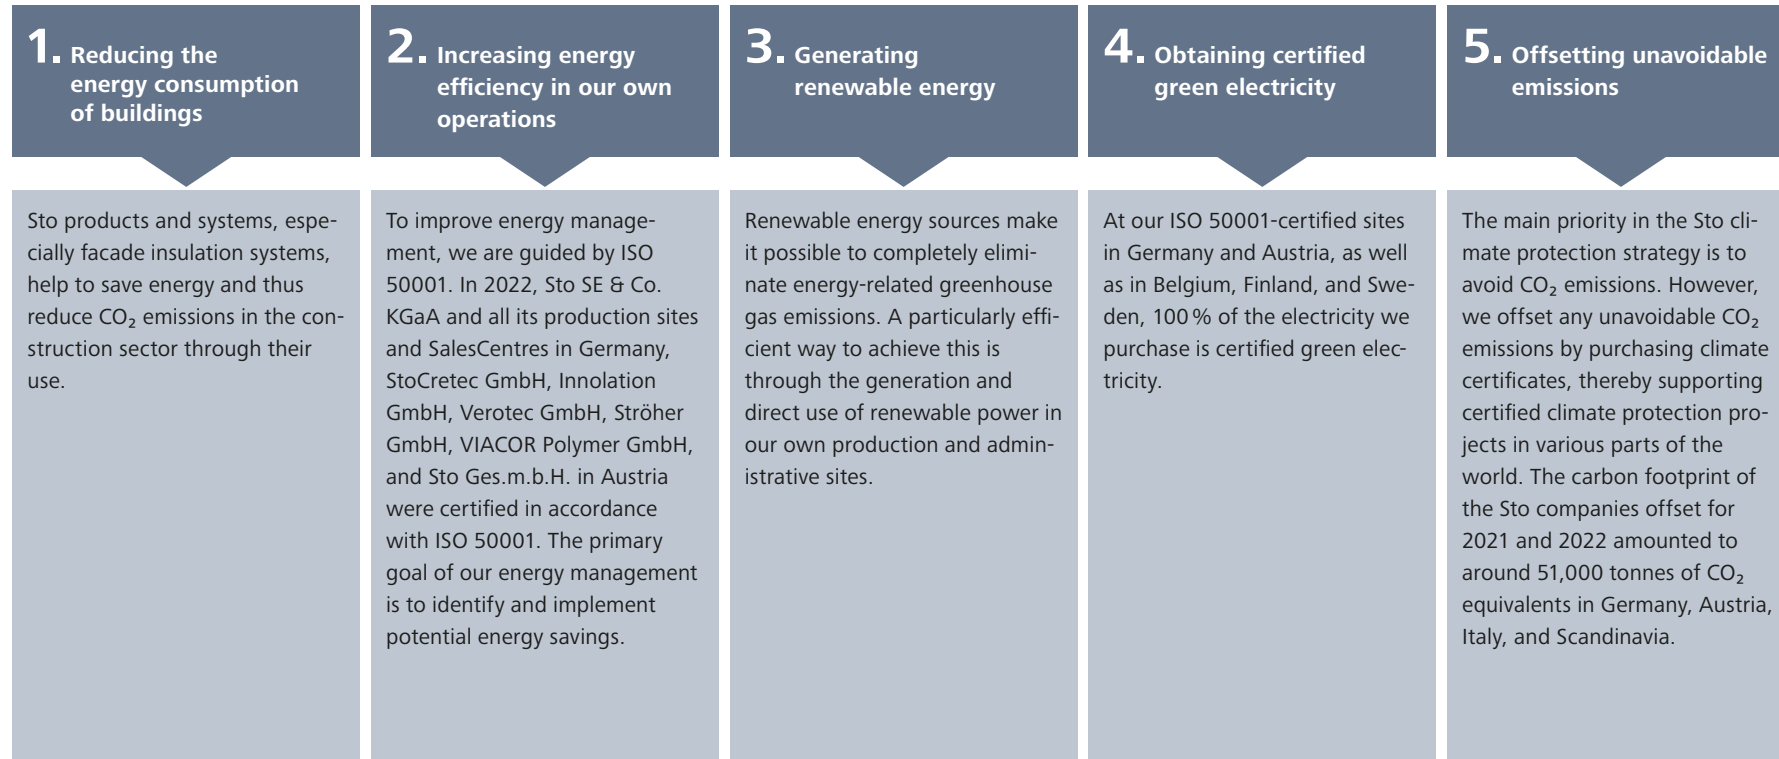 1. Reducing the
energy consumption
of buildings
Sto products and systems, espe-
cially facade insulation systems,
help to save energy and thus
reduce CO₂ emissions in the con-
struction sector through their
use.
2. Increasing energy
efficiency in our own
operations
To improve energy manage-
ment, we are guided by ISO
50001. In 2022, Sto SE & Co.
KGaA and all its production sites
and SalesCentres in Germany,
StoCretec GmbH, Innolation
GmbH, Verotec GmbH, Ströher
GmbH, VIACOR Polymer GmbH,
and Sto Ges.m.b.H. in Austria
were certified in accordance
with ISO 50001. The primary
goal of our energy management
is to identify and implement
potential energy savings.
3. Generating
renewable energy
Renewable energy sources make
it possible to completely elimi-
nate energy-related greenhouse
gas emissions. A particularly effi-
cient way to achieve this is
through the generation and
direct use of renewable power in
our own production and admin-
istrative sites.
4. Obtaining certified
green electricity
At our ISO 50001-certified sites
in Germany and Austria, as well
as in Belgium, Finland, and Swe-
den, 100 % of the electricity we
purchase is certified green elec-
tricity.
5. Offsetting unavoidable
emissions
The main priority in the Sto cli-
mate protection strategy is to
avoid CO₂ emissions. However,
we offset any unavoidable CO₂
emissions by purchasing climate
certificates, thereby supporting
certified climate protection pro-
jects in various parts of the
world. The carbon footprint of
the Sto companies offset for
2021 and 2022 amounted to
around 51,000 tonnes of CO₂
equivalents in Germany, Austria,
Italy, and Scandinavia.